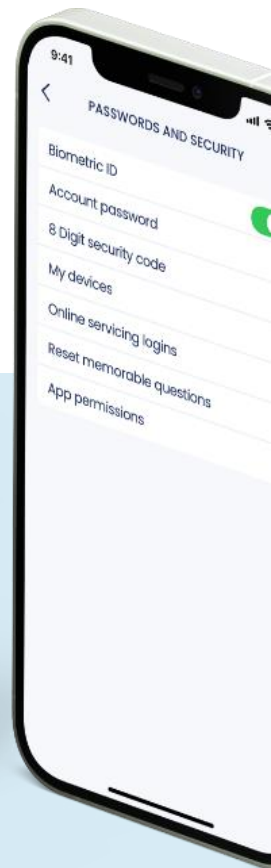 9:41
PASSWORDS AND SECURITY
Biometric ID
Account password
8 Digit security code
My devices
Online servicing logins
Reset memorable questions
App permissions